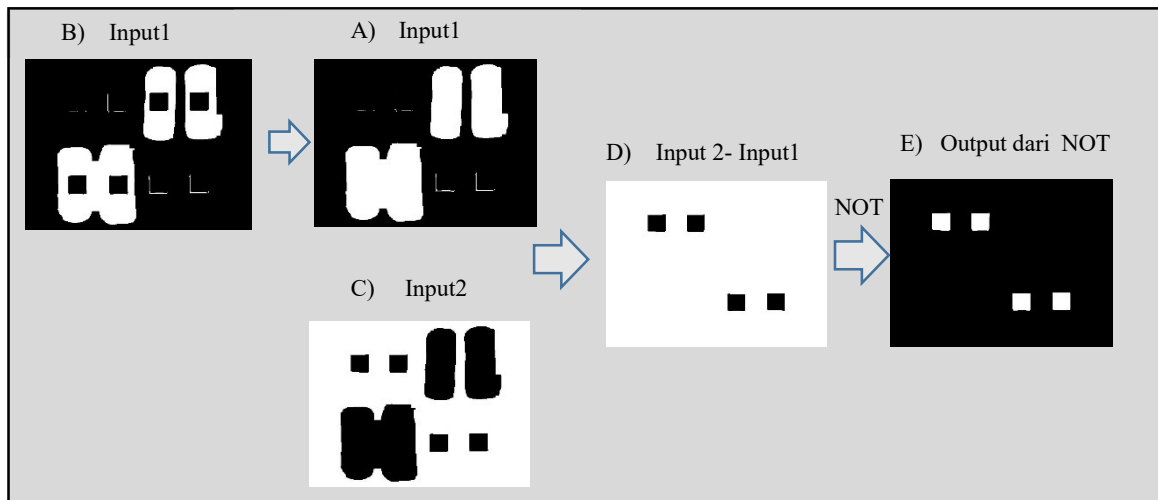 B) Input1
A) Input1
D) Input 2- Input1
E) Output dari NOT
NOT
C) Input2